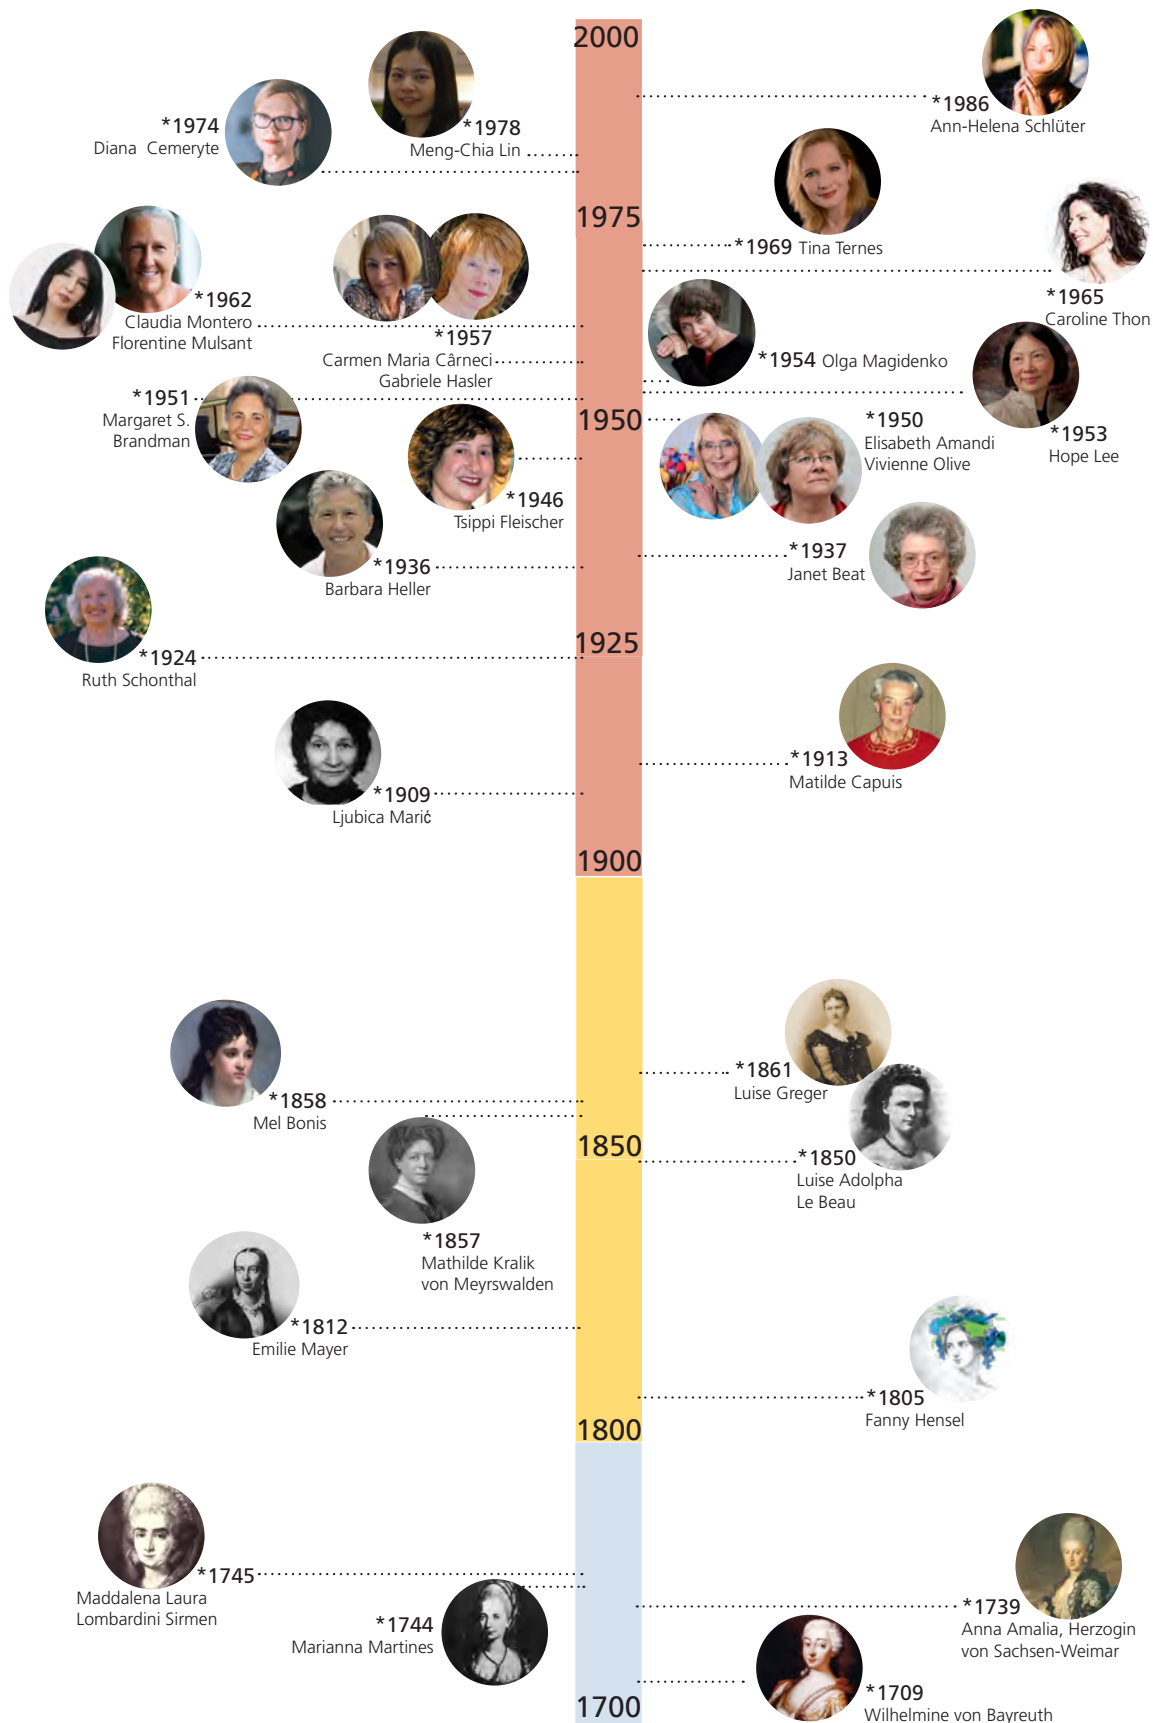 2000
*1986
Ann-Helena Schlüter
*1974
Diana Cemeryte
*1978
Meng-Chia Lin
1975
*1969 Tina Ternes
*1965
Caroline Thon
*1962
Claudia Montero
Florentine Mulsant
*1957
Carmen Maria Cârneci
Gabriele Hasler
*1954 Olga Magidenko
*1953
Hope Lee
*1951
Margaret S.
Brandman
1950
*1950
Elisabeth Amandi
Vivienne Olive
*1946
Tsippi Fleischer
*1937
Janet Beat
*1936
Barbara Heller
1925
*1924
Ruth Schonthal
*1913
Matilde Capuis
*1909
Ljubica Marić
1900
*1861
Luise Greger
*1858
Mel Bonis
1850
*1850
Luise Adolpha
Le Beau
*1857
Mathilde Kralik
von Meyrswalden
*1812
Emilie Mayer
*1805
Fanny Hensel
1800
*1745
Maddalena Laura
Lombardini Sirmen
*1744
Marianna Martines
*1739
Anna Amalia, Herzogin
von Sachsen-Weimar
*1709
Wilhelmine von Bayreuth
1700